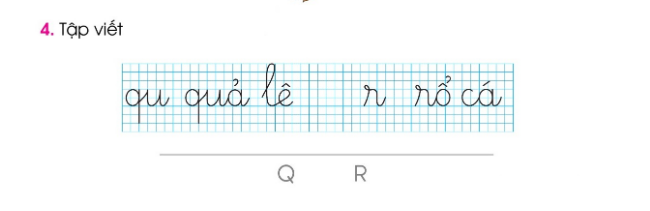 4. Tập viết
qu quả lê r rổ cá
Q R